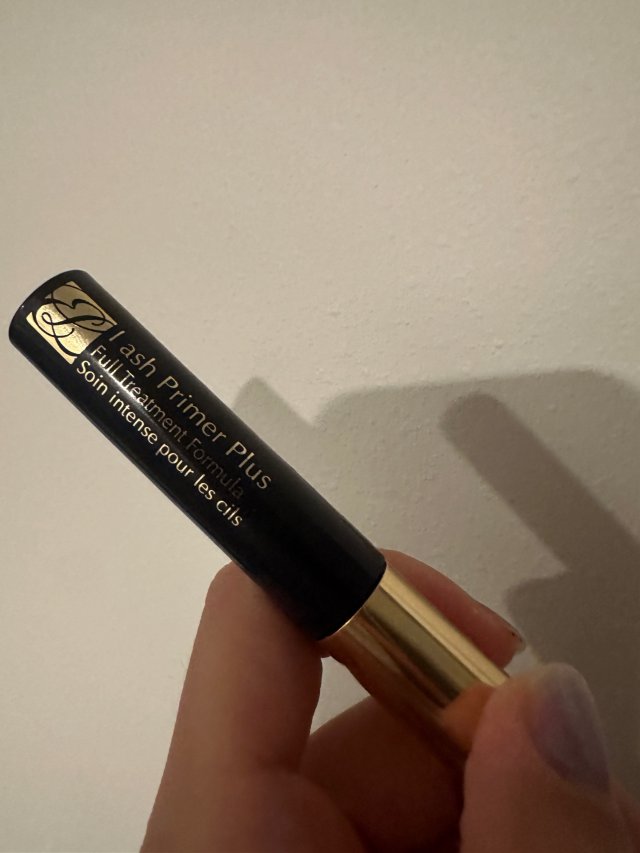 Lash Primer Plus
Full Treatment Formula
Soin intense pour les cils